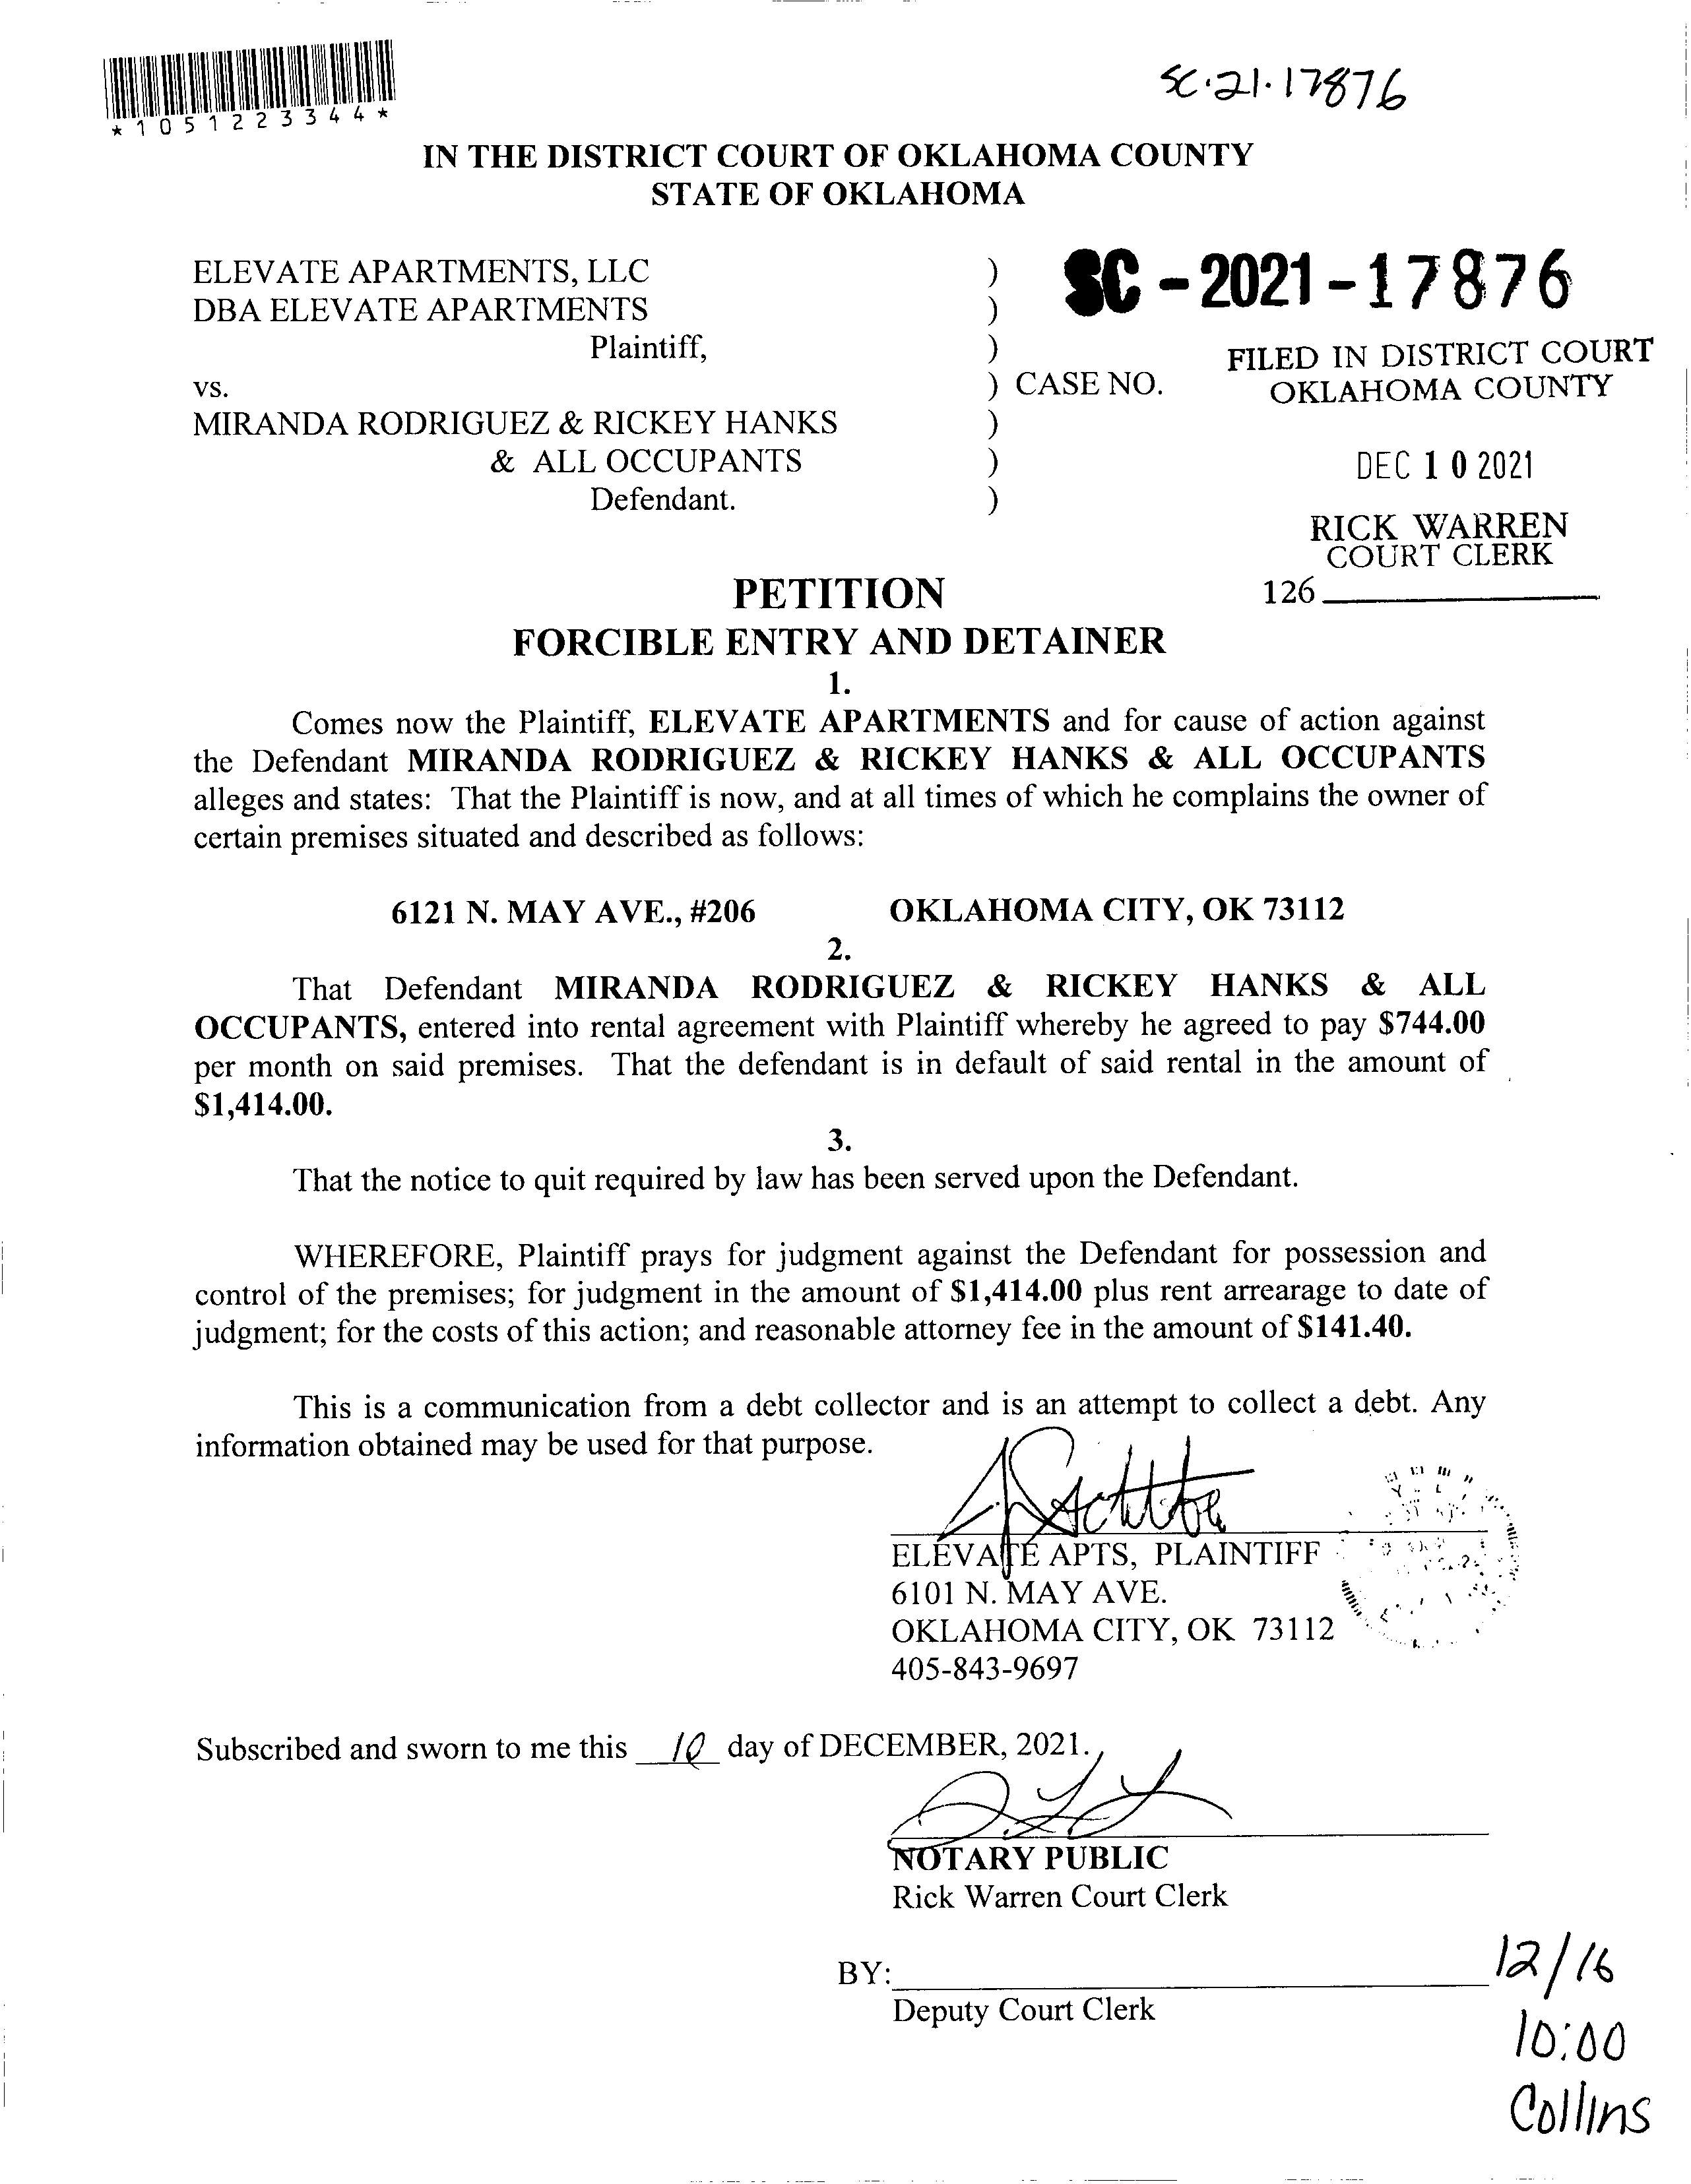 *1051223344*
SC·21·17876
IN THE DISTRICT COURT OF OKLAHOMA COUNTY
STATE OF OKLAHOMA
ELEVATE APARTMENTS, LLC )
DBA ELEVATE APARTMENTS )
Plaintiff, )
vs. ) CASE NO.
MIRANDA RODRIGUEZ & RICKEY HANKS )
& ALL OCCUPANTS )
Defendant. )
SC-2021-17876
FILED IN DISTRICT COURT
OKLAHOMA COUNTY
DEC 10 2021
RICK WARREN
COURT CLERK
126
PETITION
FORCIBLE ENTRY AND DETAINER
1.
Comes now the Plaintiff, ELEVATE APARTMENTS and for cause of action against
the Defendant MIRANDA RODRIGUEZ & RICKEY HANKS & ALL OCCUPANTS
alleges and states: That the Plaintiff is now, and at all times of which he complains the owner of
certain premises situated and described as follows:
6121 N. MAY AVE., #206 OKLAHOMA CITY, OK 73112
2.
That Defendant MIRANDA RODRIGUEZ & RICKEY HANKS & ALL
OCCUPANTS, entered into rental agreement with Plaintiff whereby he agreed to pay $744.00
per month on said premises. That the defendant is in default of said rental in the amount of
$1,414.00.
3.
That the notice to quit required by law has been served upon the Defendant.
WHEREFORE, Plaintiff prays for judgment against the Defendant for possession and
control of the premises; for judgment in the amount of $1,414.00 plus rent arrearage to date of
judgment; for the costs of this action; and reasonable attorney fee in the amount of $141.40.
This is a communication from a debt collector and is an attempt to collect a debt. Any
information obtained may be used for that purpose.
ELEVATE APTS, PLAINTIFF
6101 N. MAY AVE.
OKLAHOMA CITY, OK 73112
405-843-9697
Subscribed and sworn to me this 10 day of DECEMBER, 2021.
NOTARY PUBLIC
Rick Warren Court Clerk
BY:
Deputy Court Clerk
12/16
10:00
Collins